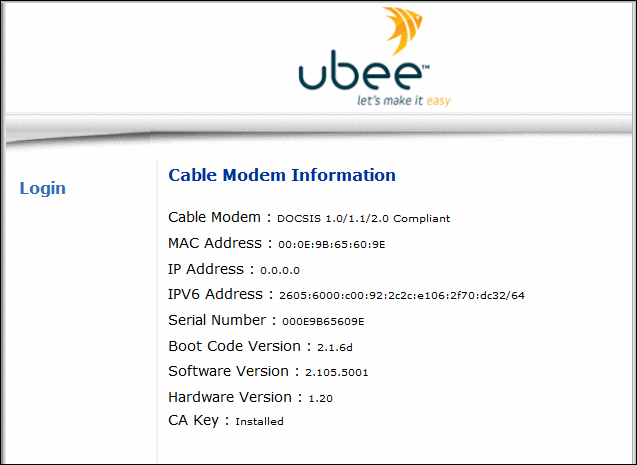 ubee™
let's make it easy
Login
Cable Modem Information
Cable Modem : DOCSIS 1.0/1.1/2.0 Compliant
MAC Address : 00:0E:9B:65:60:9E
IP Address : 0.0.0.0
IPV6 Address : 2605:6000:c00:92:2c2c:e106:2f70:dc32/64
Serial Number : 000E9B65609E
Boot Code Version : 2.1.6d
Software Version : 2.105.5001
Hardware Version : 1.20
CA Key : Installed